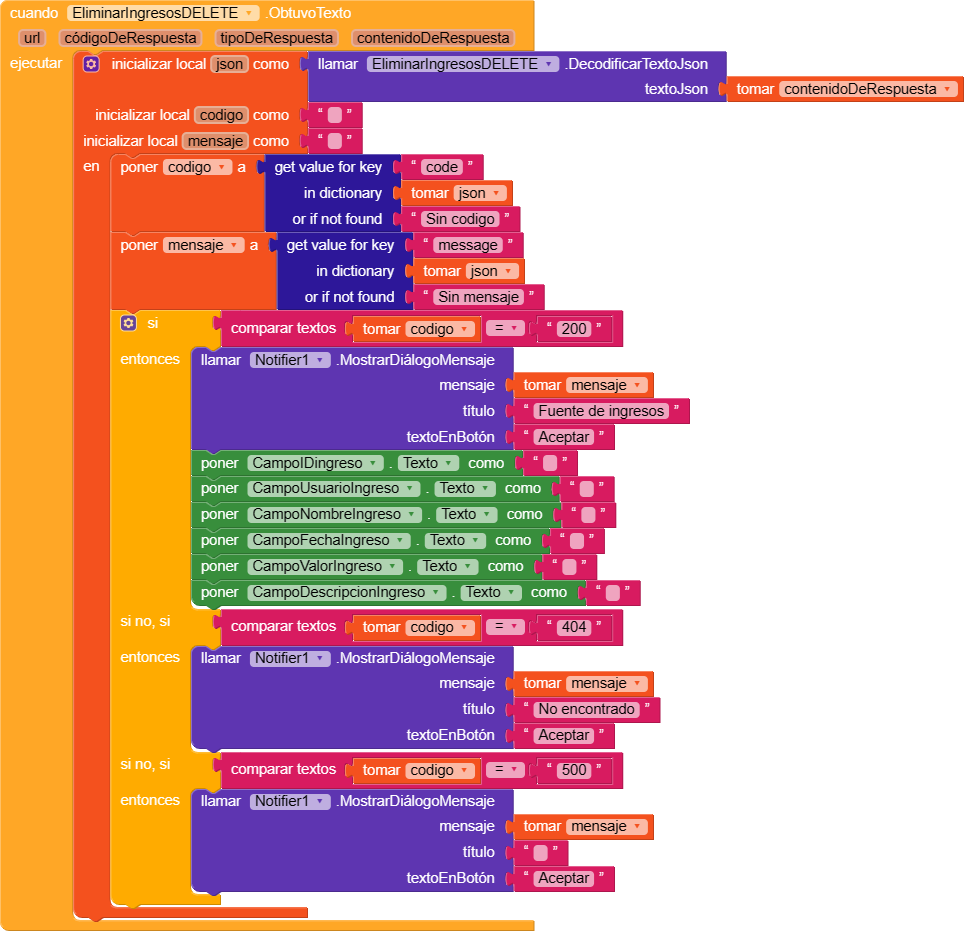 cuando EliminarIngresosDELETE .ObtuvoTexto
url códigoDeRespuesta tipoDeRespuesta contenidoDeRespuesta
ejecutar inicializar local json como llamar EliminarIngresosDELETE .DecodificarTextoJson
textoJson tomar contenidoDeRespuesta
inicializar local codigo como “ ”
inicializar local mensaje como “ ”
en poner codigo a get value for key “ code ”
in dictionary tomar json
or if not found “ Sin codigo ”
poner mensaje a get value for key “ message ”
in dictionary tomar json
or if not found “ Sin mensaje ”
si comparar textos tomar codigo = “ 200 ”
entonces llamar Notifier1 .MostrarDiálogoMensaje
mensaje tomar mensaje
título “ Fuente de ingresos ”
textoEnBotón “ Aceptar ”
poner CampoIDingreso . Texto como “ ”
poner CampoUsuarioIngreso . Texto como “ ”
poner CampoNombreIngreso . Texto como “ ”
poner CampoFechaIngreso . Texto como “ ”
poner CampoValorIngreso . Texto como “ ”
poner CampoDescripcionIngreso . Texto como “ ”
si no, si comparar textos tomar codigo = “ 404 ”
entonces llamar Notifier1 .MostrarDiálogoMensaje
mensaje tomar mensaje
título “ No encontrado ”
textoEnBotón “ Aceptar ”
si no, si comparar textos tomar codigo = “ 500 ”
entonces llamar Notifier1 .MostrarDiálogoMensaje
mensaje tomar mensaje
título “ ”
textoEnBotón “ Aceptar ”